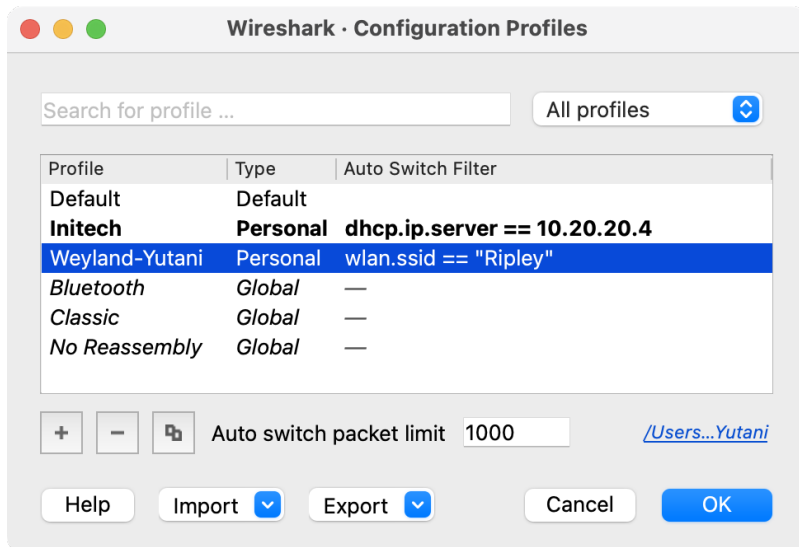 Wireshark · Configuration Profiles
Search for profile ... All profiles
Profile Type Auto Switch Filter
Default Default
Initech Personal dhcp.ip.server == 10.20.20.4
Weyland-Yutani Personal wlan.ssid == "Ripley"
Bluetooth Global —
Classic Global —
No Reassembly Global —
Auto switch packet limit 1000 /Users...Yutani
Help Import Export Cancel OK